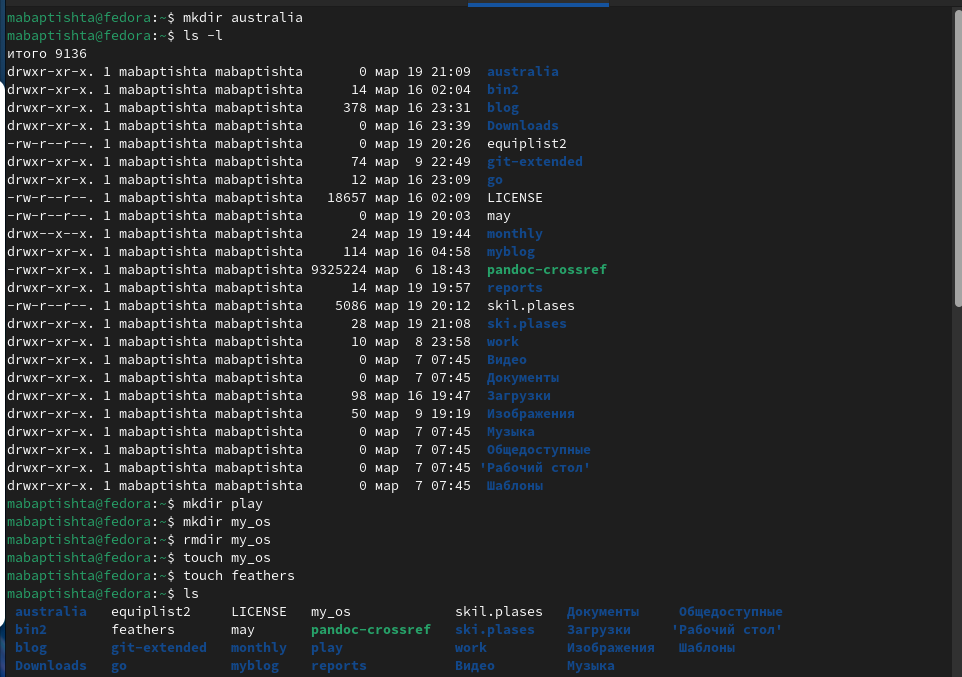 mabaptishta@fedora:~$ mkdir australia
mabaptishta@fedora:~$ ls -l
итого 9136
drwxr-xr-x. 1 mabaptishta mabaptishta       0 мар 19 21:09  australia
drwxr-xr-x. 1 mabaptishta mabaptishta      14 мар 16 02:04  bin2
drwxr-xr-x. 1 mabaptishta mabaptishta     378 мар 16 23:31  blog
drwxr-xr-x. 1 mabaptishta mabaptishta       0 мар 16 23:39  Downloads
-rw-r--r--. 1 mabaptishta mabaptishta       0 мар 19 20:26  equiplist2
drwxr-xr-x. 1 mabaptishta mabaptishta      74 мар  9 22:49  git-extended
drwxr-xr-x. 1 mabaptishta mabaptishta      12 мар 16 23:09  go
-rw-r--r--. 1 mabaptishta mabaptishta   18657 мар 16 02:09  LICENSE
-rw-r--r--. 1 mabaptishta mabaptishta       0 мар 19 20:03  may
drwx--x--x. 1 mabaptishta mabaptishta      24 мар 19 19:44  monthly
drwxr-xr-x. 1 mabaptishta mabaptishta     114 мар 16 04:58  myblog
-rwxr-xr-x. 1 mabaptishta mabaptishta 9325224 мар  6 18:43  pandoc-crossref
drwxr-xr-x. 1 mabaptishta mabaptishta      14 мар 19 19:57  reports
-rw-r--r--. 1 mabaptishta mabaptishta    5086 мар 19 20:12  skil.plases
drwxr-xr-x. 1 mabaptishta mabaptishta      28 мар 19 21:08  ski.plases
drwxr-xr-x. 1 mabaptishta mabaptishta      10 мар  8 23:58  work
drwxr-xr-x. 1 mabaptishta mabaptishta       0 мар  7 07:45  Видео
drwxr-xr-x. 1 mabaptishta mabaptishta       0 мар  7 07:45  Документы
drwxr-xr-x. 1 mabaptishta mabaptishta      98 мар 16 19:47  Загрузки
drwxr-xr-x. 1 mabaptishta mabaptishta      50 мар  9 19:19  Изображения
drwxr-xr-x. 1 mabaptishta mabaptishta       0 мар  7 07:45  Музыка
drwxr-xr-x. 1 mabaptishta mabaptishta       0 мар  7 07:45  Общедоступные
drwxr-xr-x. 1 mabaptishta mabaptishta       0 мар  7 07:45 'Рабочий стол'
drwxr-xr-x. 1 mabaptishta mabaptishta       0 мар  7 07:45  Шаблоны
mabaptishta@fedora:~$ mkdir play
mabaptishta@fedora:~$ mkdir my_os
mabaptishta@fedora:~$ rmdir my_os
mabaptishta@fedora:~$ touch my_os
mabaptishta@fedora:~$ touch feathers
mabaptishta@fedora:~$ ls
australia   equiplist2     LICENSE   my_os             skil.plases   Документы     Общедоступные
bin2        feathers       may       pandoc-crossref   ski.plases    Загрузки     'Рабочий стол'
blog        git-extended   monthly   play              work          Изображения   Шаблоны
Downloads   go             myblog    reports           Видео         Музыка